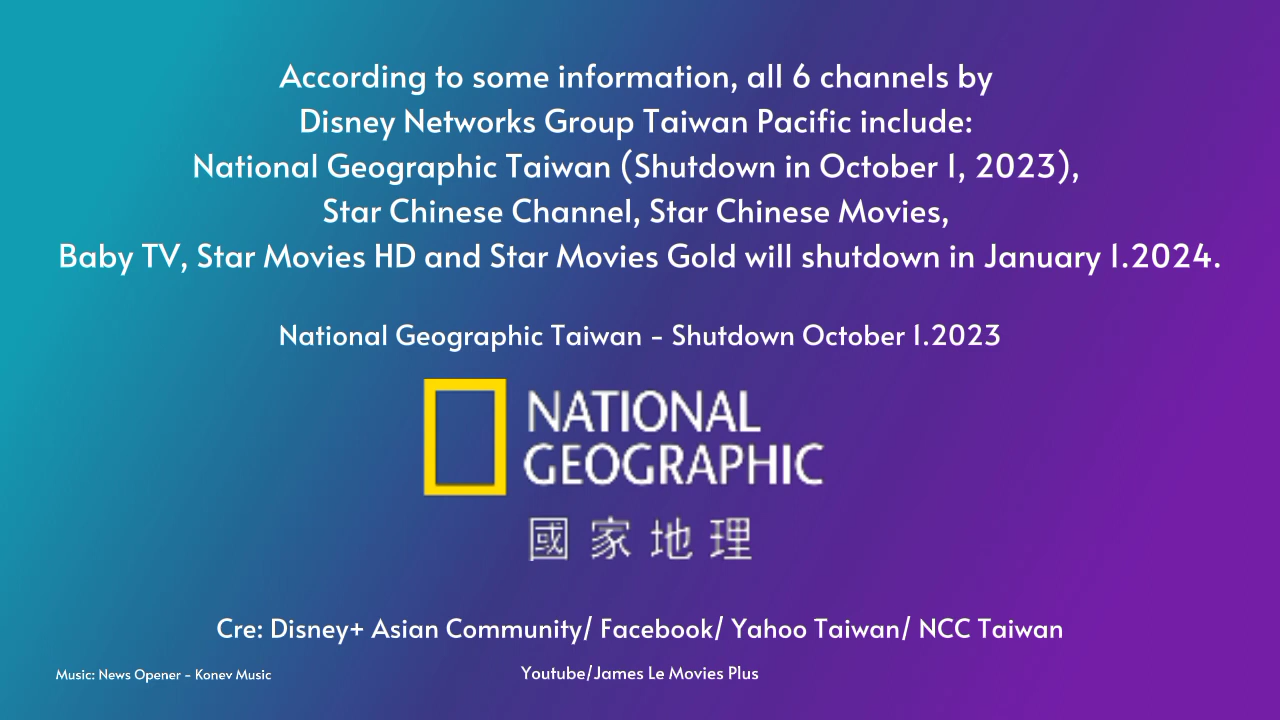 According to some information, all 6 channels by
Disney Networks Group Taiwan Pacific include:
National Geographic Taiwan (Shutdown in October 1, 2023),
Star Chinese Channel, Star Chinese Movies,
Baby TV, Star Movies HD and Star Movies Gold will shutdown in January 1.2024.
National Geographic Taiwan - Shutdown October 1.2023
NATIONAL
GEOGRAPHIC
國家地理
Cre: Disney+ Asian Community/ Facebook/ Yahoo Taiwan/ NCC Taiwan
Music: News Opener - Konev Music
Youtube/James Le Movies Plus